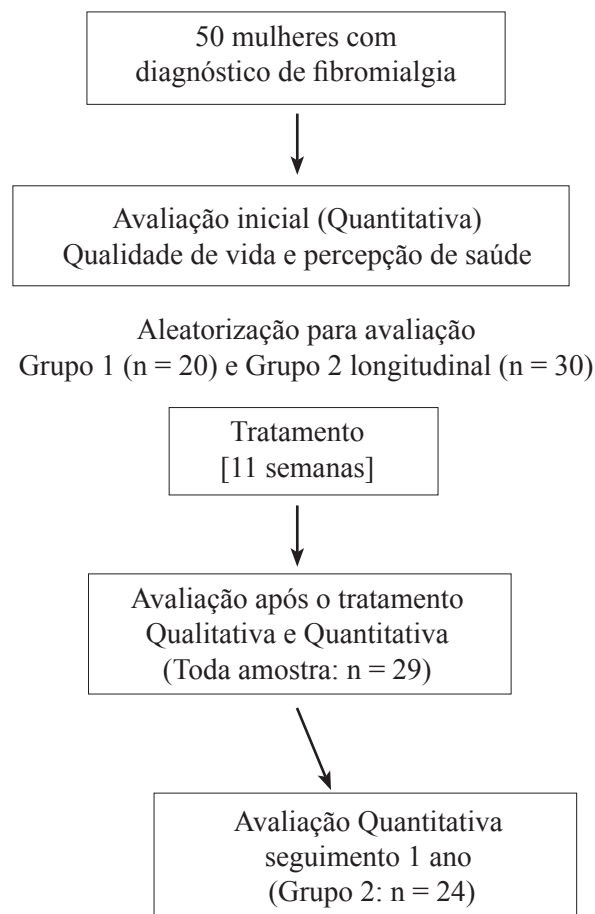 50 mulheres com
diagnóstico de fibromialgia
Avaliação inicial (Quantitativa)
Qualidade de vida e percepção de saúde
Aleatorização para avaliação
Grupo 1 (n = 20) e Grupo 2 longitudinal (n = 30)
Tratamento
[11 semanas]
Avaliação após o tratamento
Qualitativa e Quantitativa
(Toda amostra: n = 29)
Avaliação Quantitativa
seguimento 1 ano
(Grupo 2: n = 24)